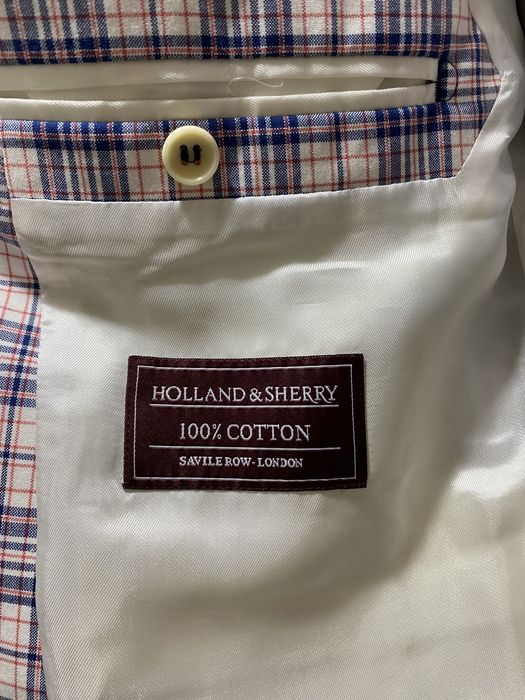 HOLLAND & SHERRY
100% COTTON
SAVILE ROW - LONDON